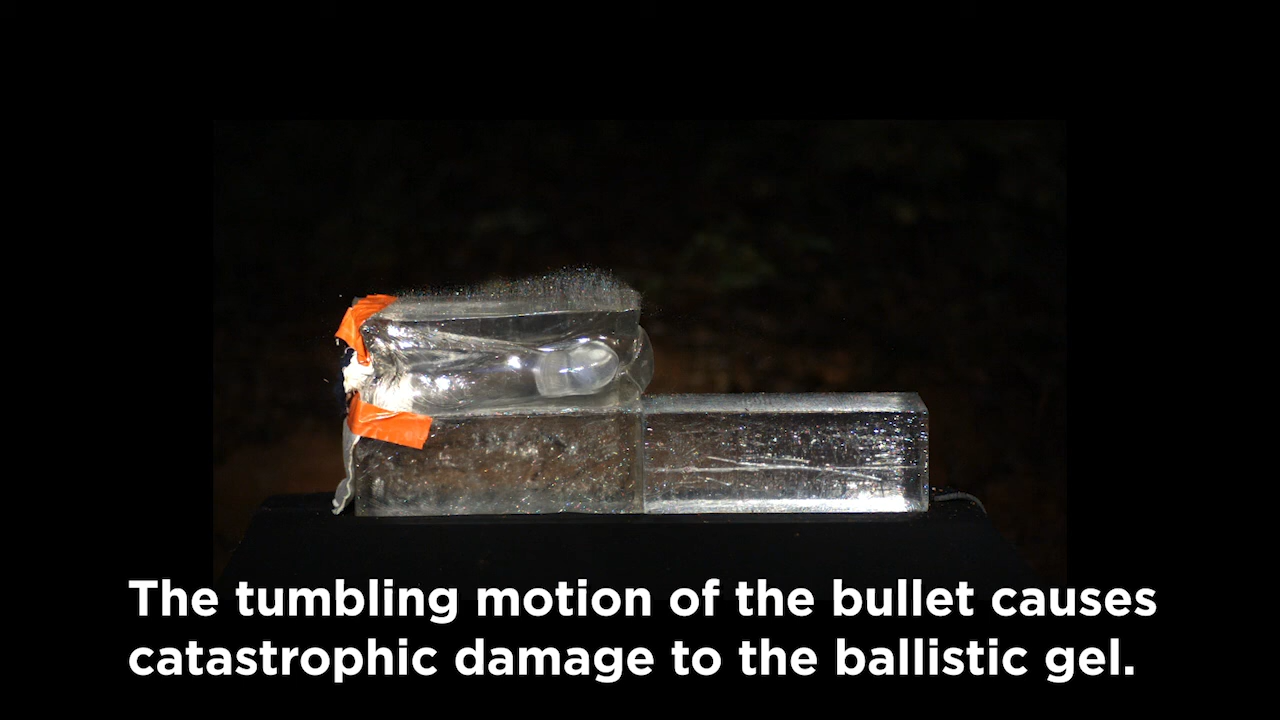 The tumbling motion of the bullet causes
catastrophic damage to the ballistic gel.